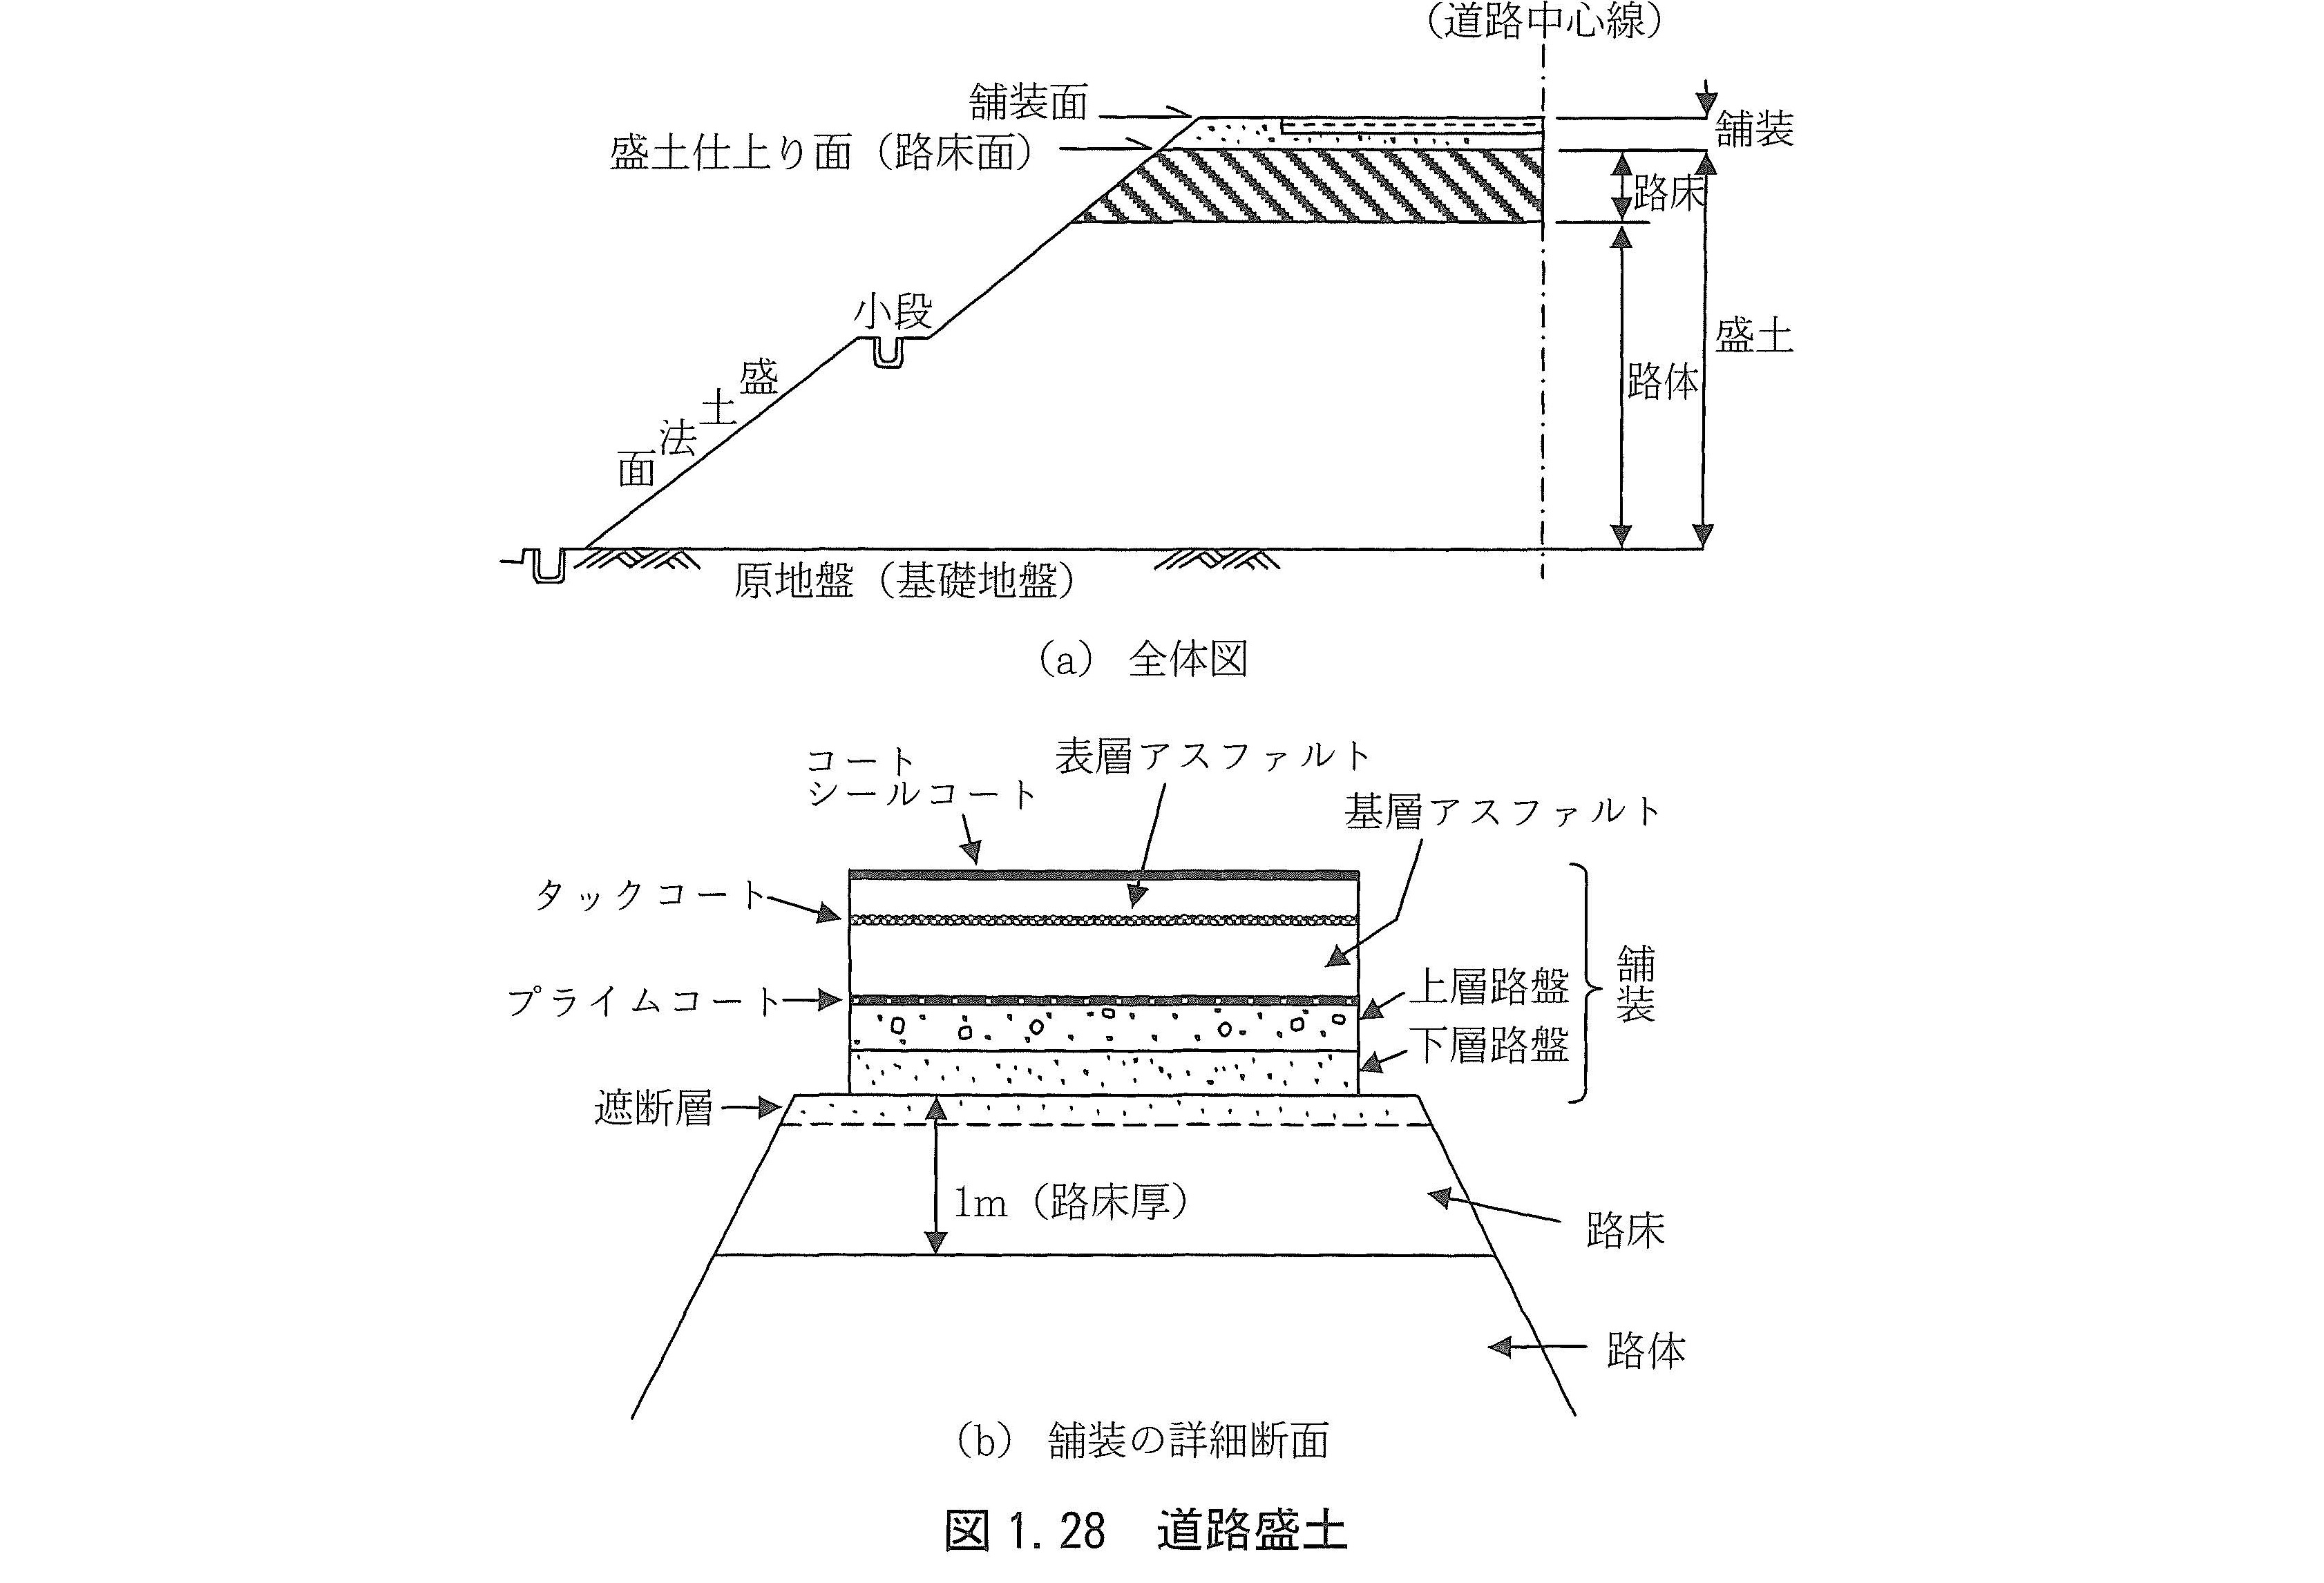 （道路中心線）
舗装面
舗装
盛土仕上り面（路床面）
路床
小段
盛土
路体
盛土法面
原地盤（基礎地盤）
（a） 全体図
コート
シールコート
表層アスファルト
基層アスファルト
タックコート
舗装
プライムコート
上層路盤
下層路盤
遮断層
1m（路床厚）
路床
路体
（b） 舗装の詳細断面
図1.28　道路盛土